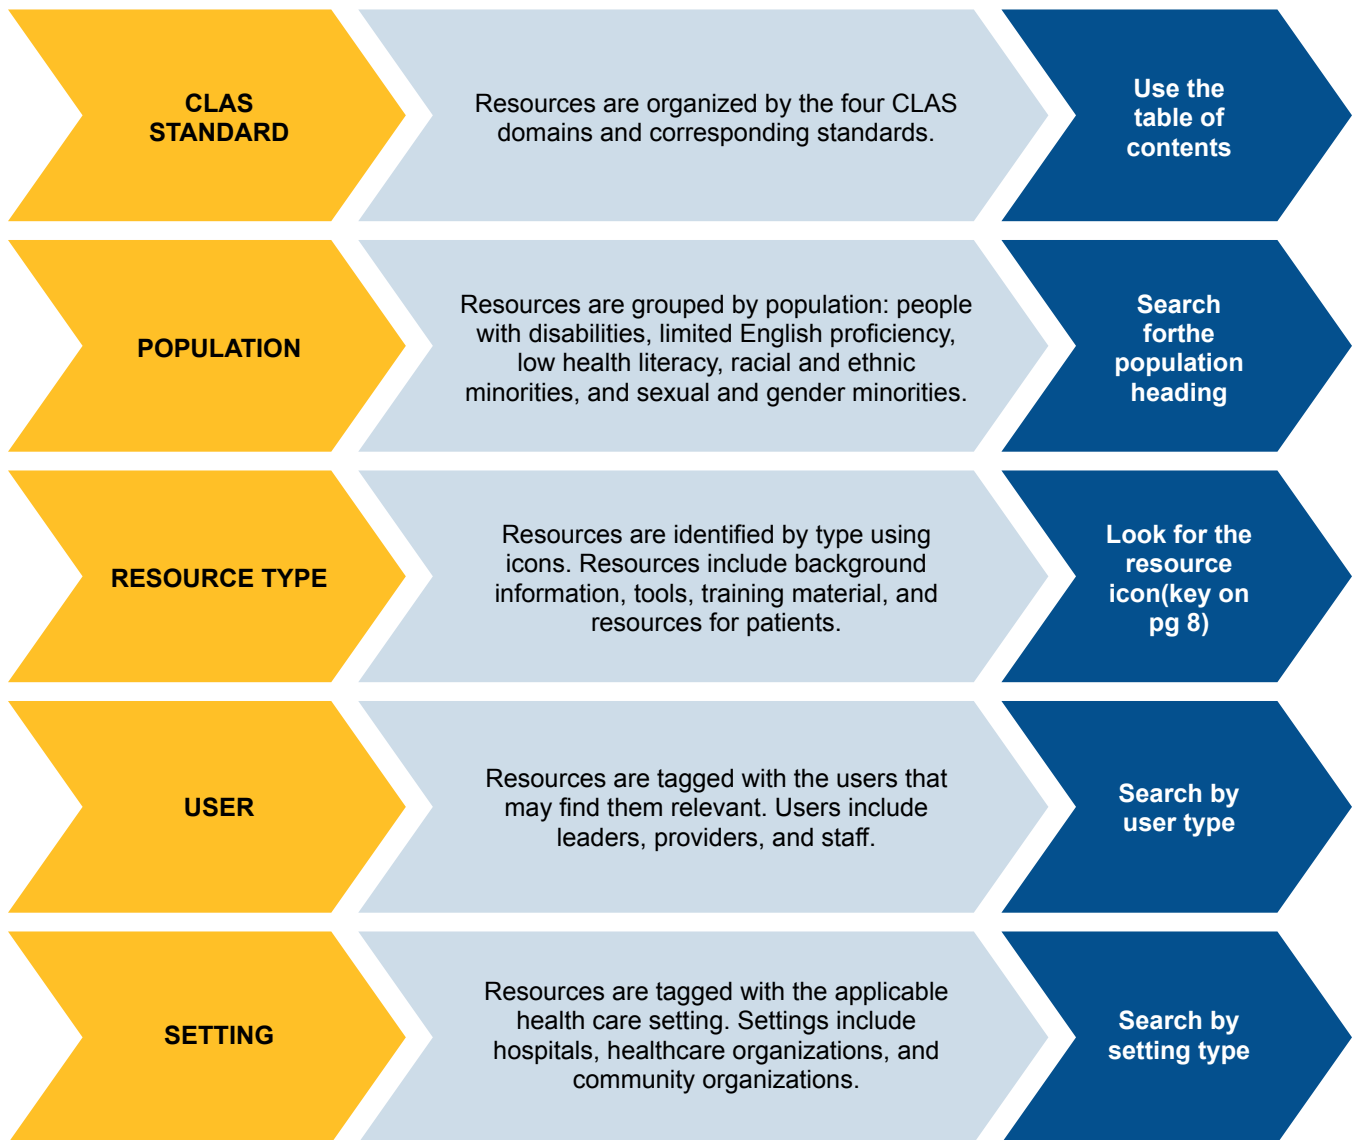 CLAS
STANDARD
Resources are organized by the four CLAS
domains and corresponding standards.
Use the
table of
contents
POPULATION
Resources are grouped by population: people
with disabilities, limited English proficiency,
low health literacy, racial and ethnic
minorities, and sexual and gender minorities.
Search
forthe
population
heading
RESOURCE TYPE
Resources are identified by type using
icons. Resources include background
information, tools, training material, and
resources for patients.
Look for the
resource
icon(key on
pg 8)
USER
Resources are tagged with the users that
may find them relevant. Users include
leaders, providers, and staff.
Search by
user type
SETTING
Resources are tagged with the applicable
health care setting. Settings include
hospitals, healthcare organizations, and
community organizations.
Search by
setting type